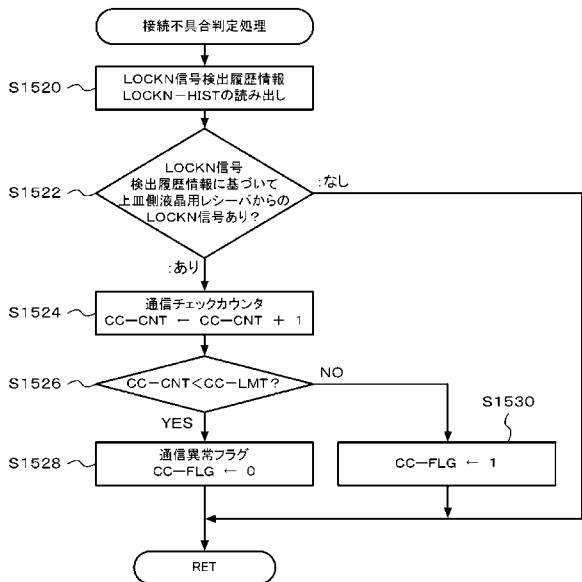 接続不具合判定処理
S1520
LOCKN信号検出履歴情報
LOCKN−HISTの読み出し
S1522
LOCKN信号
検出履歴情報に基づいて
上皿側液晶用レシーバからの
LOCKN信号あり?
:なし
:あり
S1524
通信チェックカウンタ
CC−CNT ← CC−CNT + 1
S1526
CC−CNT<CC−LMT?
NO
YES
S1530
S1528
通信異常フラグ
CC−FLG ← 0
CC−FLG ← 1
RET